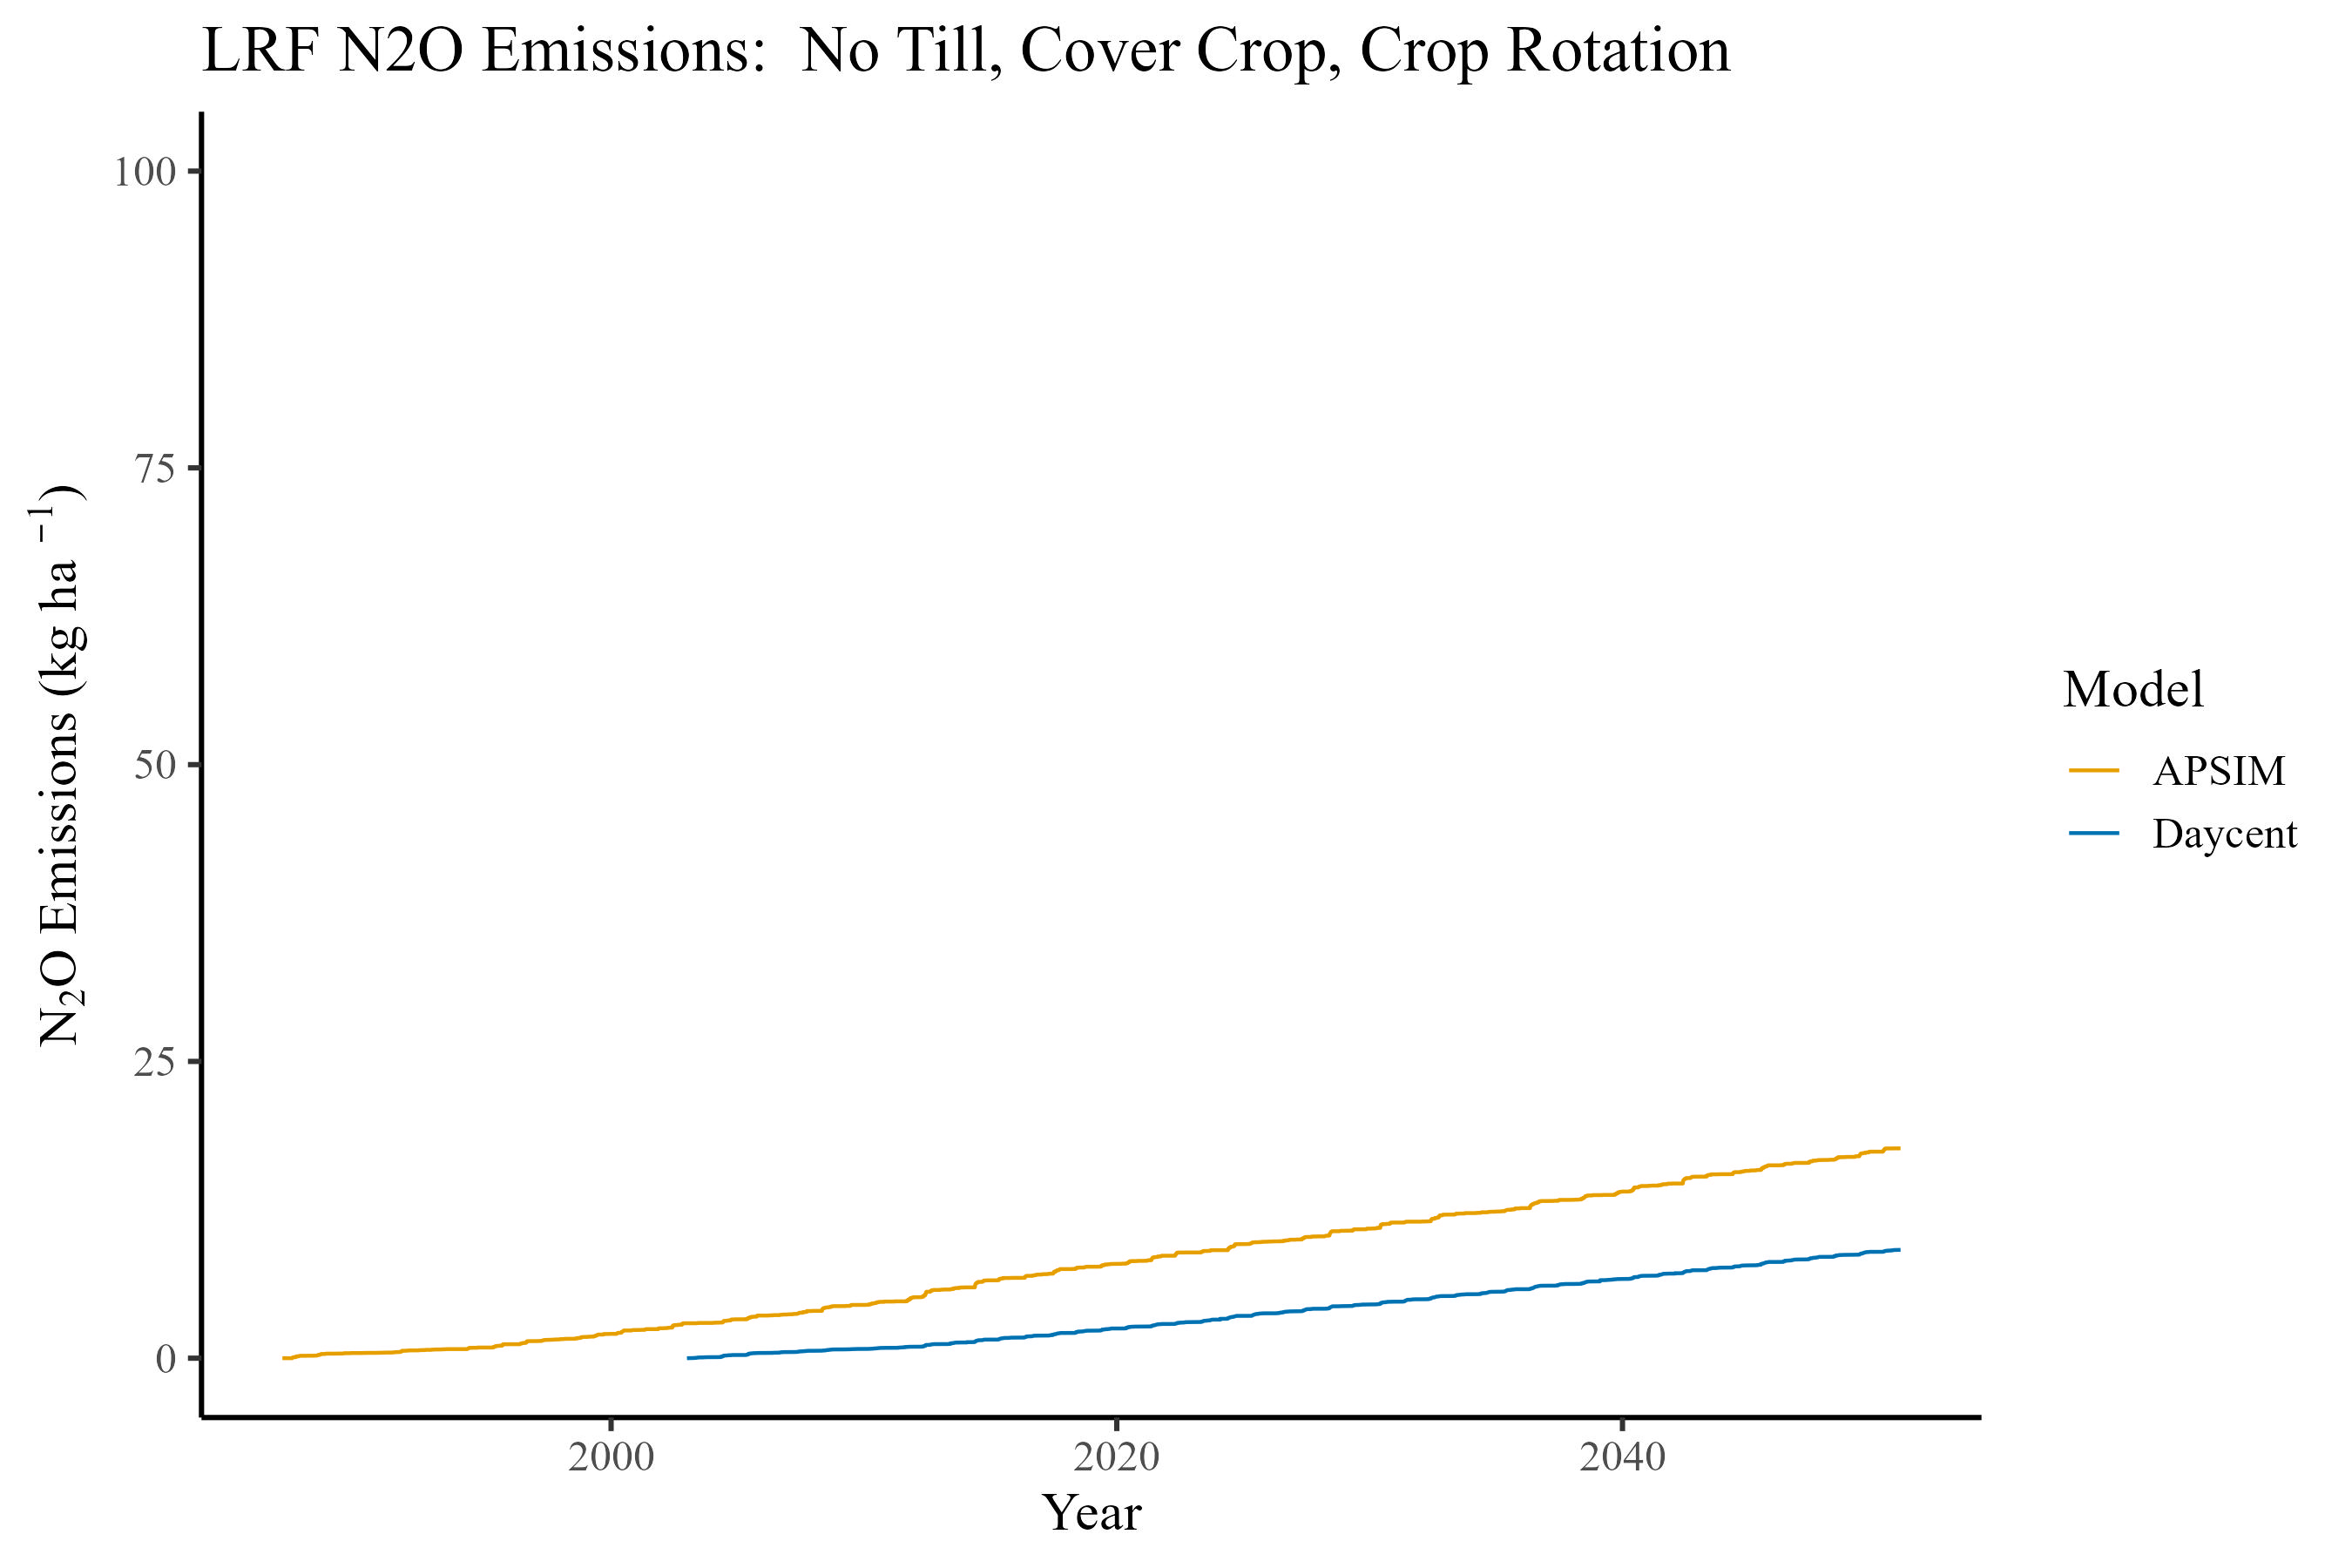 LRF N2O Emissions:  No Till, Cover Crop, Crop Rotation
N₂O Emissions (kg ha ⁻¹)
100
75
50
25
0
2000 2020 2040
Year
Model
APSIM
Daycent